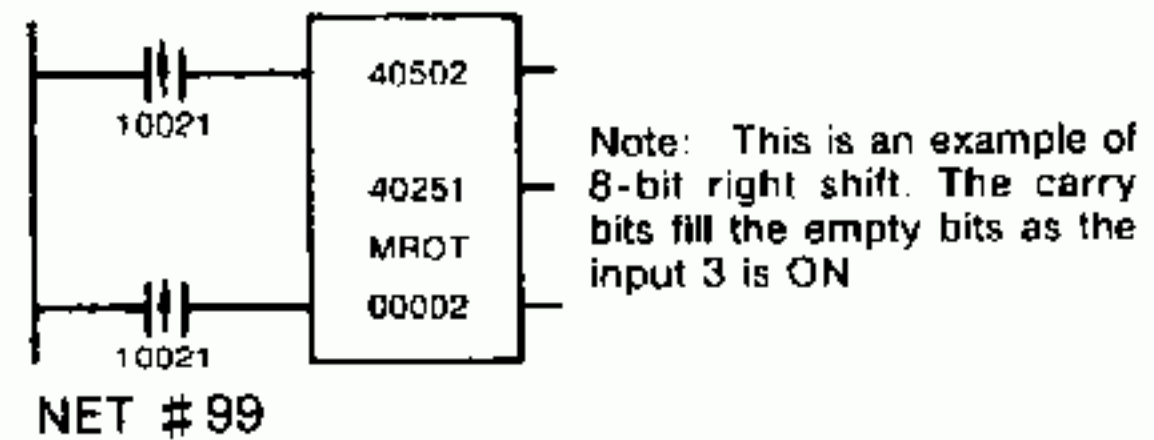 40502
10021
40251
MROT
00002
10021
NET #99
Note: This is an example of
8-bit right shift. The carry
bits fill the empty bits as the
input 3 is ON